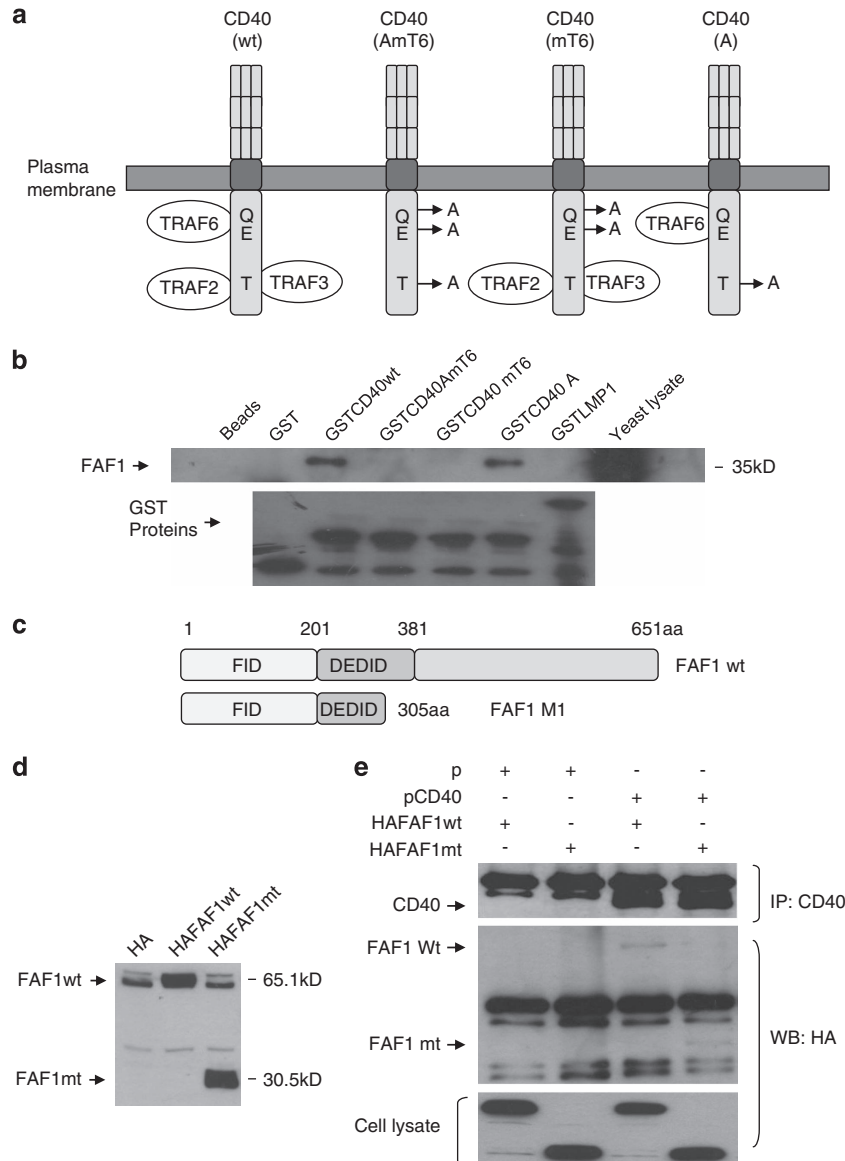 a
CD40 (wt)
CD40 (AmT6)
CD40 (mT6)
CD40 (A)
Plasma membrane
TRAF6
Q
E
T
TRAF2
TRAF3
Q
E
T
A
A
A
Q
E
T
A
A
TRAF2
TRAF3
TRAF6
Q
E
T
A
b
Beads
GST
GSTCD40wt
GSTCD40AmT6
GSTCD40 mT6
GSTCD40 A
GSTLMP1
Yeast lysate
FAF1
- 35kD
GST
Proteins
c
1 201 381 651aa
FID DEDID FAF1 wt
FID DEDID 305aa FAF1 M1
d
HA
HAFAF1wt
HAFAF1mt
FAF1wt - 65.1kD
FAF1mt - 30.5kD
e
p + + - -
pCD40 - - + +
HAFAF1wt + - + -
HAFAF1mt - + - +
CD40
IP: CD40
FAF1 Wt
FAF1 mt
WB: HA
Cell lysate